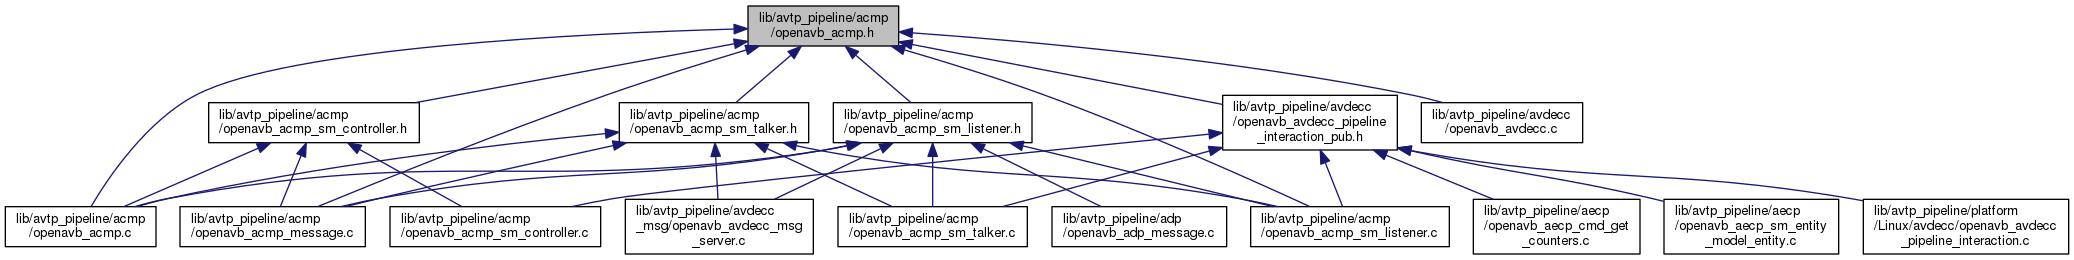 lib/avtp_pipeline/acmp
/openavb_acmp.h
lib/avtp_pipeline/acmp
/openavb_acmp_sm_controller.h
lib/avtp_pipeline/acmp
/openavb_acmp_sm_talker.h
lib/avtp_pipeline/acmp
/openavb_acmp_sm_listener.h
lib/avtp_pipeline/avdecc
/openavb_avdecc_pipeline
_interaction_pub.h
lib/avtp_pipeline/avdecc
/openavb_avdecc.c
lib/avtp_pipeline/acmp
/openavb_acmp.c
lib/avtp_pipeline/acmp
/openavb_acmp_message.c
lib/avtp_pipeline/acmp
/openavb_acmp_sm_controller.c
lib/avtp_pipeline/avdecc
_msg/openavb_avdecc_msg
_server.c
lib/avtp_pipeline/acmp
/openavb_acmp_sm_talker.c
lib/avtp_pipeline/adp
/openavb_adp_message.c
lib/avtp_pipeline/acmp
/openavb_acmp_sm_listener.c
lib/avtp_pipeline/aecp
/openavb_aecp_cmd_get
_counters.c
lib/avtp_pipeline/aecp
/openavb_aecp_sm_entity
_model_entity.c
lib/avtp_pipeline/platform
/Linux/avdecc/openavb_avdecc
_pipeline_interaction.c